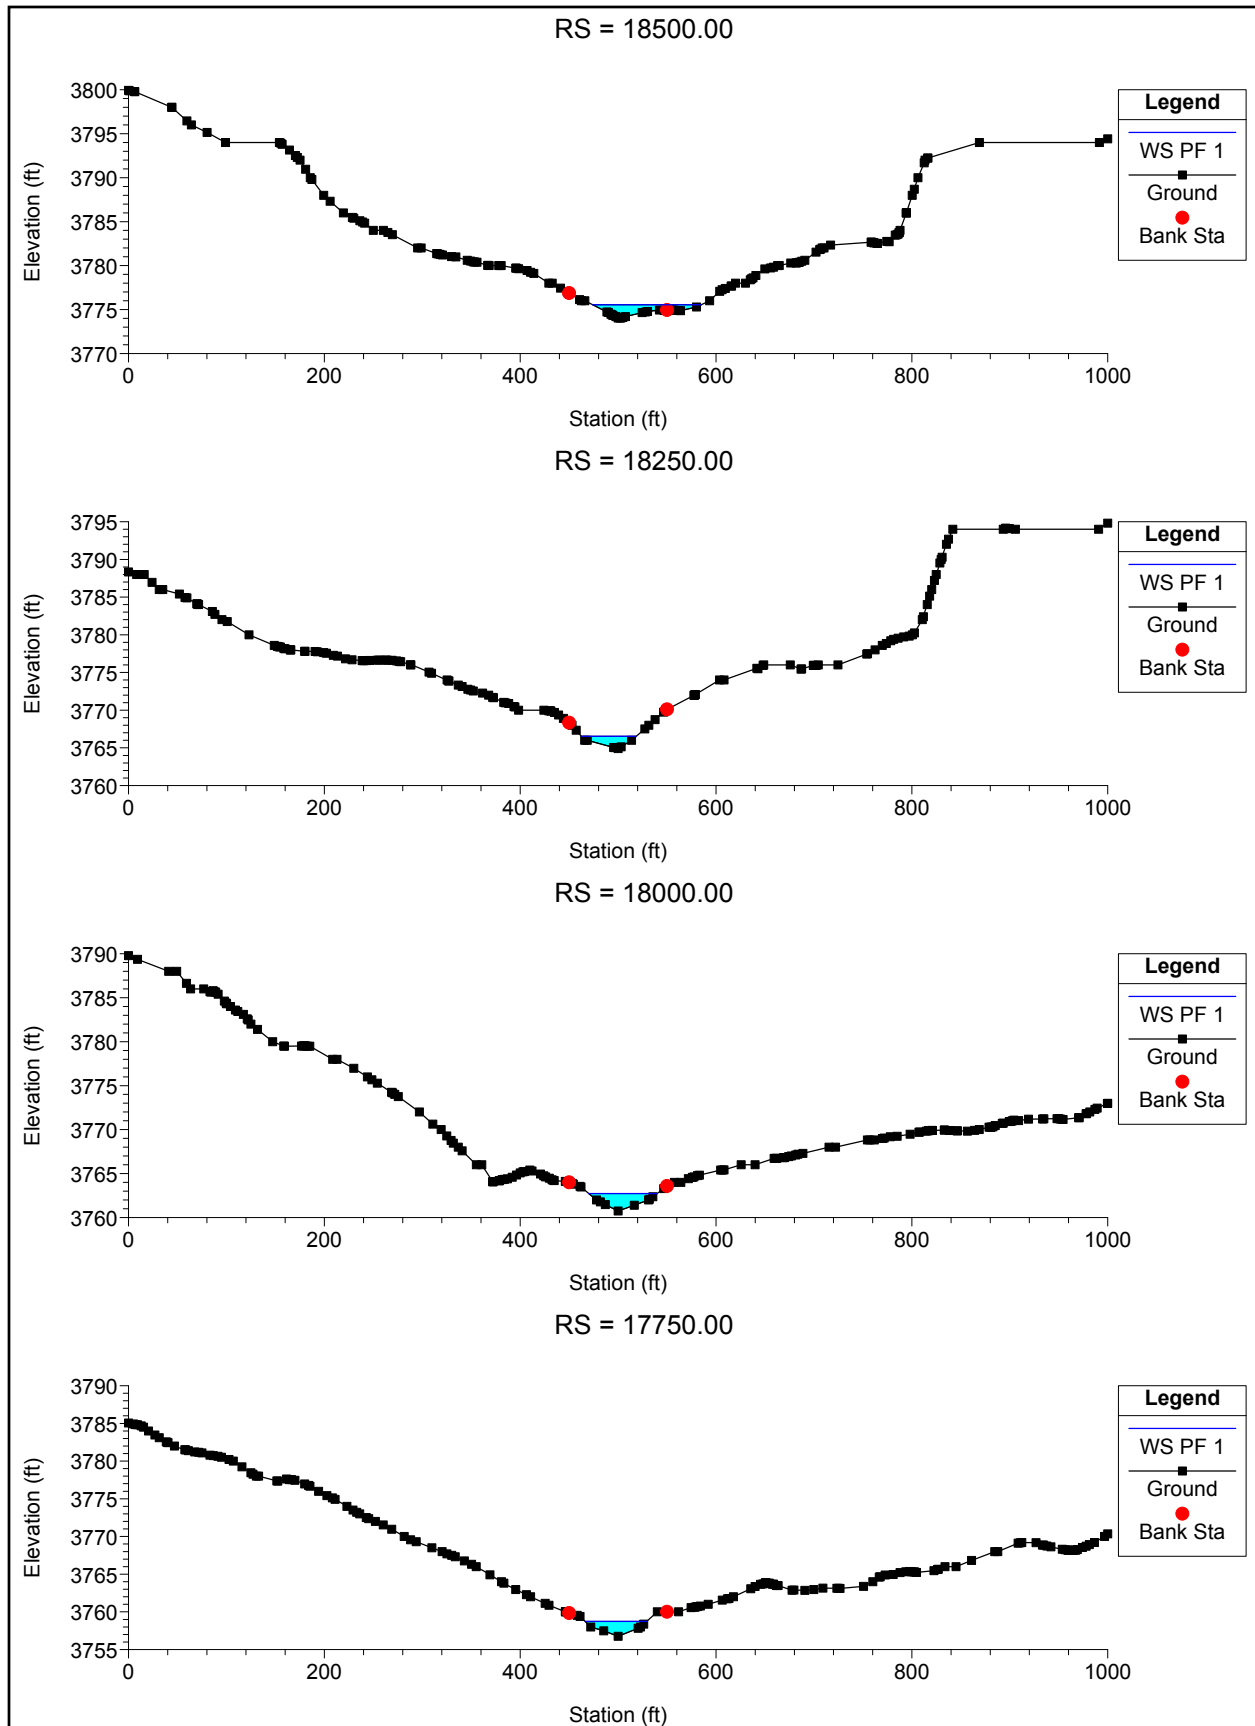 RS = 18500.00
3800
3795
3790
3785
3780
3775
3770
Elevation (ft)
0 200 400 600 800 1000
Station (ft)
Legend
WS PF 1
Ground
Bank Sta
RS = 18250.00
3795
3790
3785
3780
3775
3770
3765
3760
Elevation (ft)
0 200 400 600 800 1000
Station (ft)
Legend
WS PF 1
Ground
Bank Sta
RS = 18000.00
3790
3785
3780
3775
3770
3765
3760
Elevation (ft)
0 200 400 600 800 1000
Station (ft)
Legend
WS PF 1
Ground
Bank Sta
RS = 17750.00
3790
3785
3780
3775
3770
3765
3760
3755
Elevation (ft)
0 200 400 600 800 1000
Station (ft)
Legend
WS PF 1
Ground
Bank Sta